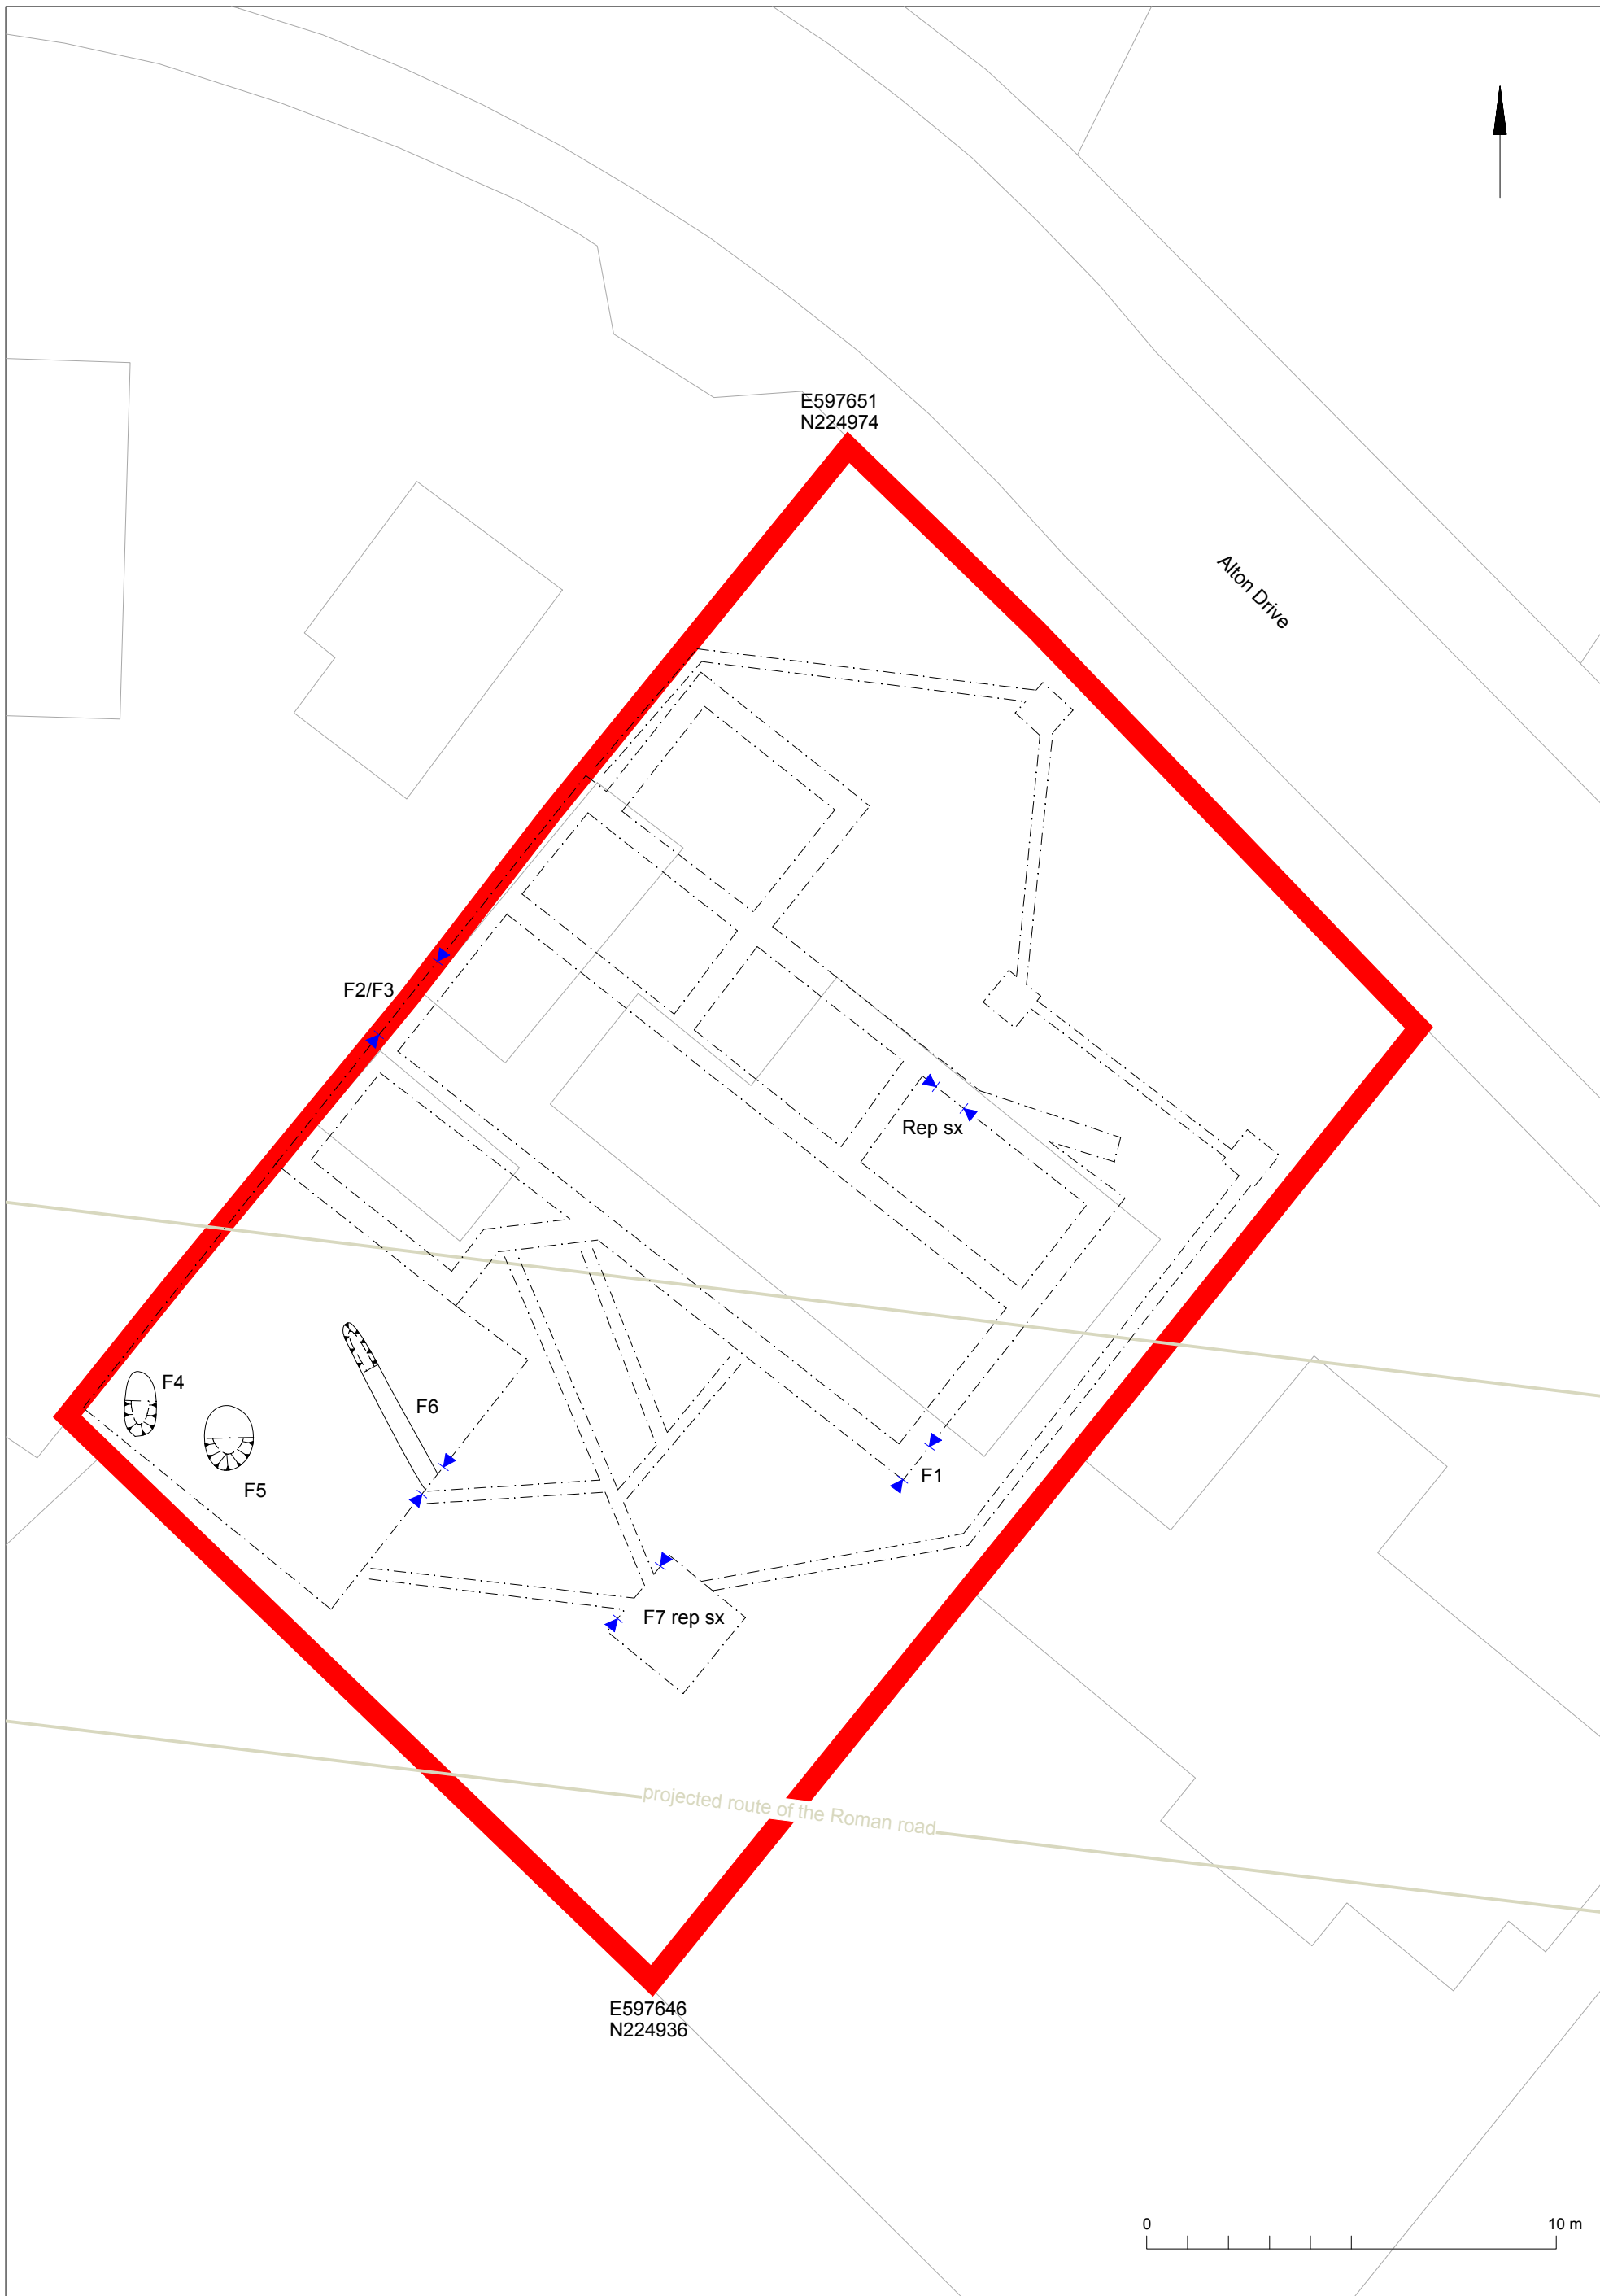 E597651
N224974
Alton Drive
F2/F3
Rep sx
F4
F6
F5
F1
F7 rep sx
projected route of the Roman road
E597646
N224936
0
10 m